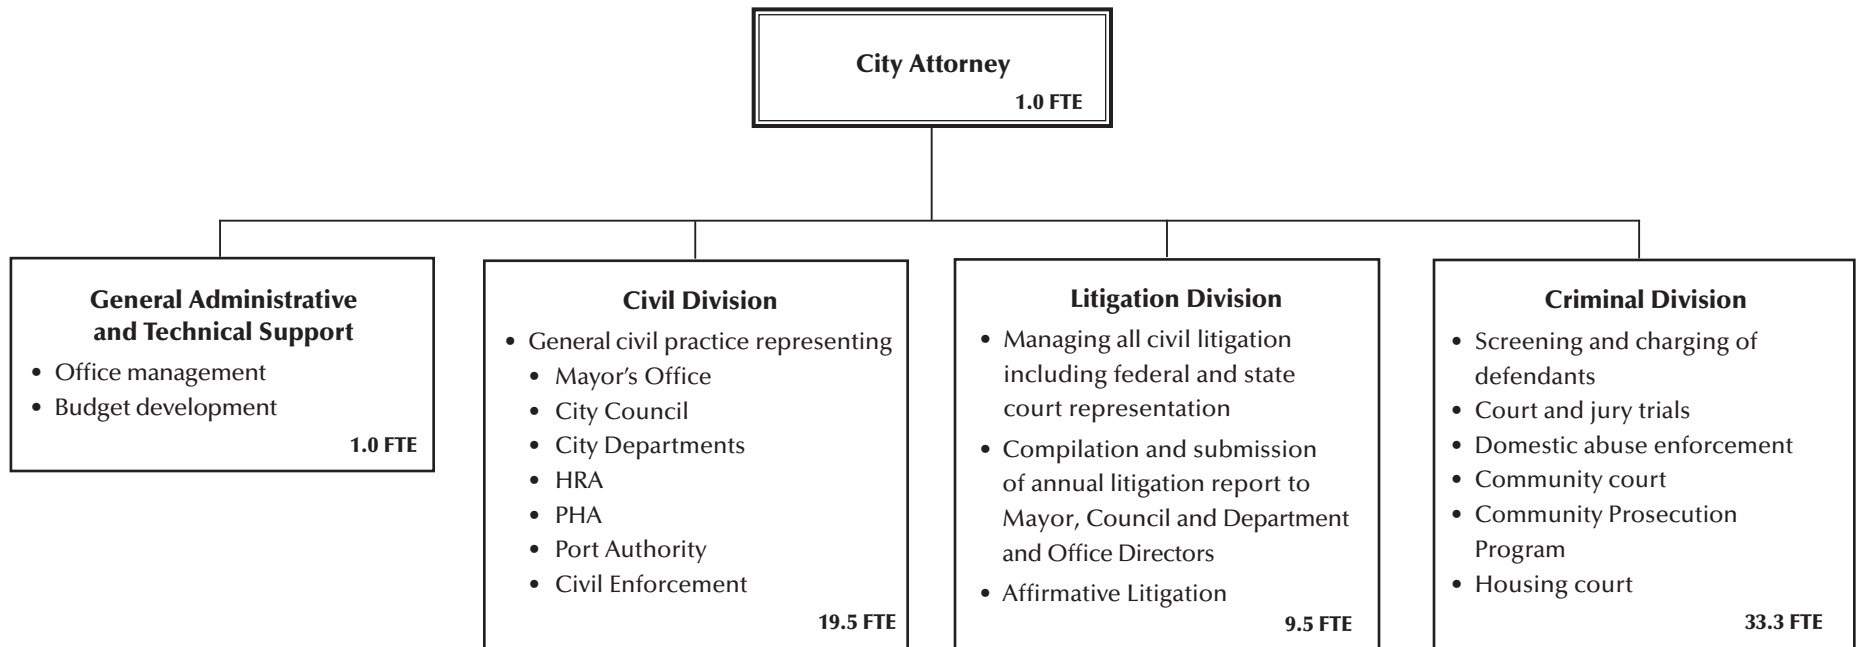 City Attorney
1.0 FTE
General Administrative
and Technical Support
• Office management
• Budget development
1.0 FTE
Civil Division
• General civil practice representing
• Mayor's Office
• City Council
• City Departments
• HRA
• PHA
• Port Authority
• Civil Enforcement
19.5 FTE
Litigation Division
• Managing all civil litigation
including federal and state
court representation
• Compilation and submission
of annual litigation report to
Mayor, Council and Department
and Office Directors
• Affirmative Litigation
9.5 FTE
Criminal Division
• Screening and charging of
defendants
• Court and jury trials
• Domestic abuse enforcement
• Community court
• Community Prosecution
Program
• Housing court
33.3 FTE